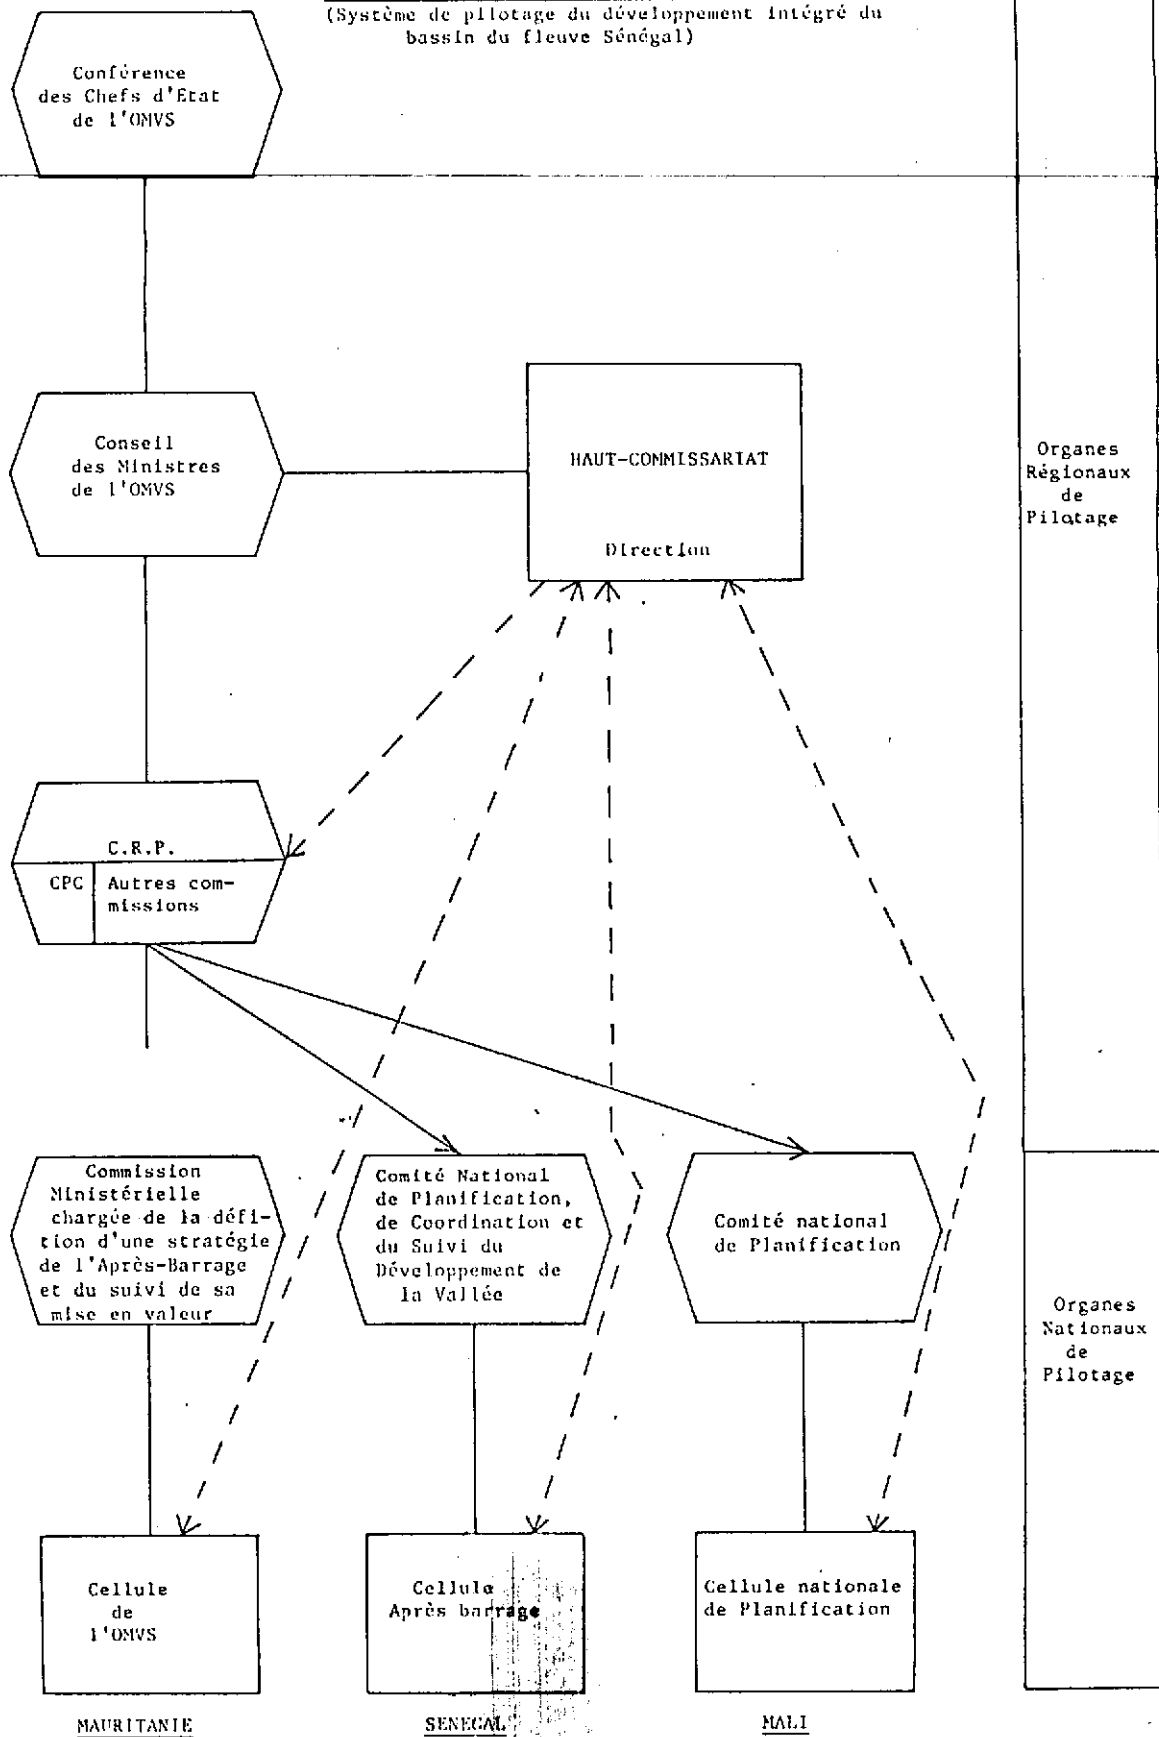 (Système de pilotage du développement intégré du
bassin du fleuve Sénégal)
Conférence
des Chefs d'Etat
de l'OMVS
Conseil
des Ministres
de l'OMVS
HAUT-COMMISSARIAT
Direction
Organes
Régionaux
de
Pilotage
C.R.P.
CPC
Autres com-
missions
Commission
Ministérielle
chargée de la défi-
tion d'une stratégie
de l'Après-Barrage
et du suivi de sa
mise en valeur
Comité National
de Planification,
de Coordination et
du Suivi du
Développement de
la Vallée
Comité national
de Planification
Organes
Nationaux
de
Pilotage
Cellule
de
l'OMVS
Cellule
Après barrage
Cellule nationale
de Planification
MAURITANIE
SENEGAL
MALI